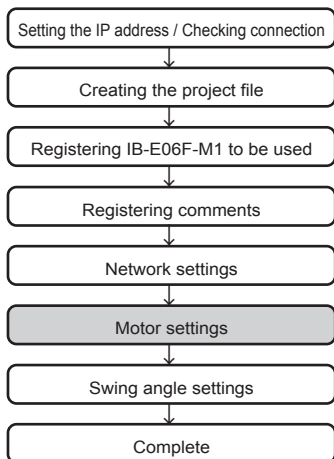 Setting the IP address / Checking connection
Creating the project file
Registering IB-E06F-M1 to be used
Registering comments
Network settings
Motor settings
Swing angle settings
Complete